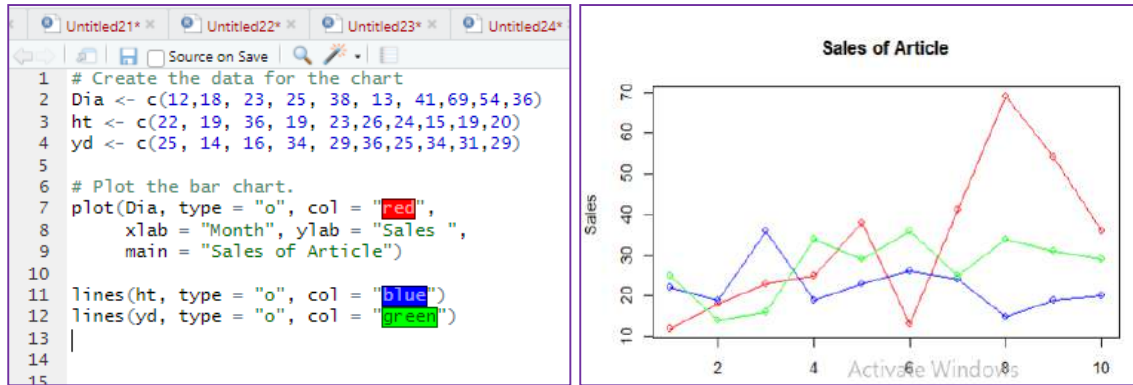 Untitled21* × Untitled22* × Untitled23* × Untitled24*
Source on Save
1 # Create the data for the chart
2 Dia <- c(12,18, 23, 25, 38, 13, 41,69,54,36)
3 ht <- c(22, 19, 36, 19, 23,26,24,15,19,20)
4 yd <- c(25, 14, 16, 34, 29,36,25,34,31,29)
5
6 # Plot the bar chart.
7 plot(Dia, type = "o", col = "red",
8 xlab = "Month", ylab = "Sales ",
9 main = "Sales of Article")
10
11 lines(ht, type = "o", col = "blue")
12 lines(yd, type = "o", col = "green")
13
14
15
Sales of Article
Sales
70
60
50
40
30
20
10
2 4 6 8 10
Activate Windows